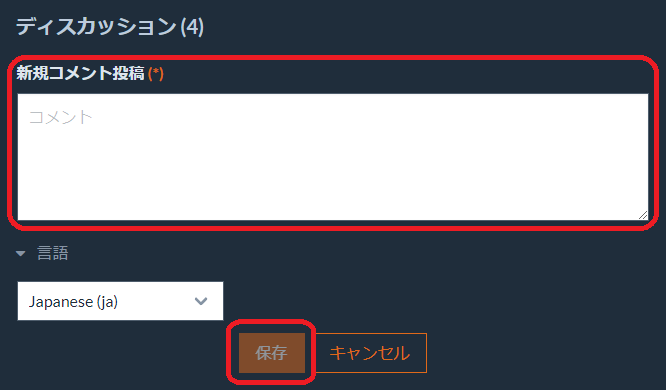 ディスカッション (4)
新規コメント投稿 (*)
コメント
言語
Japanese (ja)
保存 キャンセル